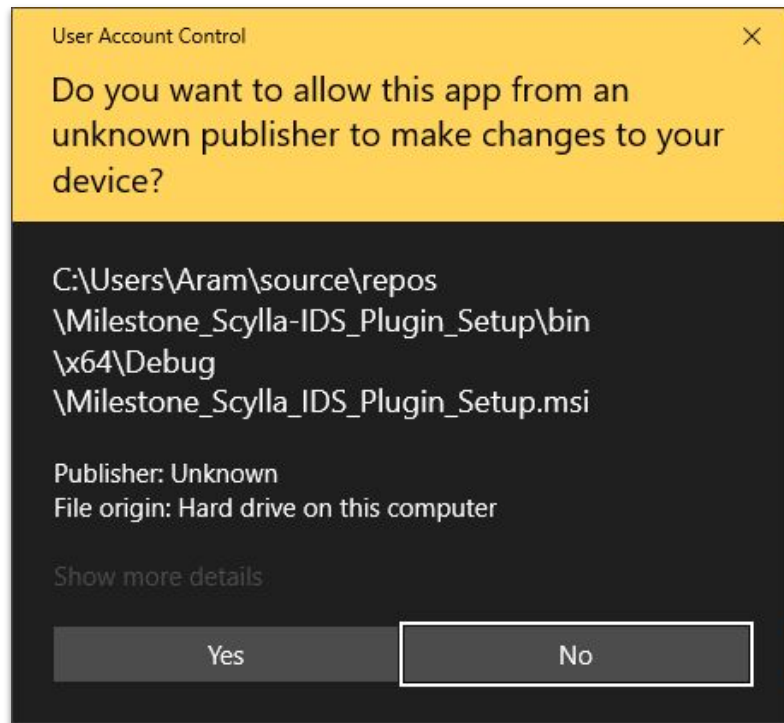 User Account Control
Do you want to allow this app from an
unknown publisher to make changes to your
device?
C:\Users\Aram\source\repos
\Milestone_Scylla-IDS_Plugin_Setup\bin
\x64\Debug
\Milestone_Scylla_IDS_Plugin_Setup.msi
Publisher: Unknown
File origin: Hard drive on this computer
Show more details
Yes
No